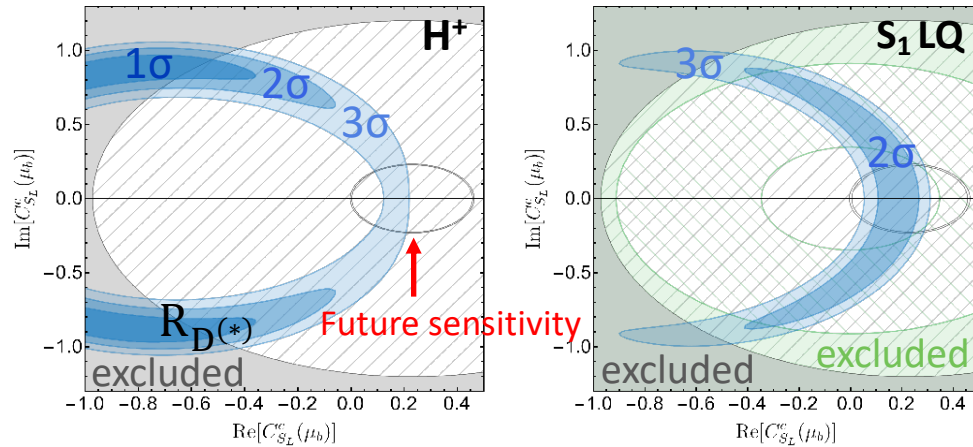 H⁺
1σ
2σ
3σ
R_D(*)
Future sensitivity
excluded
Im[C^τc_{S_L}(μ_b)]
1.0
0.5
0.0
-0.5
-1.0
-1.0 -0.8 -0.6 -0.4 -0.2 0.0 0.2 0.4
Re[C^τc_{S_L}(μ_b)]
S₁ LQ
3σ
2σ
excluded
excluded
Im[C^τc_{S_L}(μ_b)]
1.0
0.5
0.0
-0.5
-1.0
-1.0 -0.8 -0.6 -0.4 -0.2 0.0 0.2 0.4
Re[C^τc_{S_L}(μ_b)]